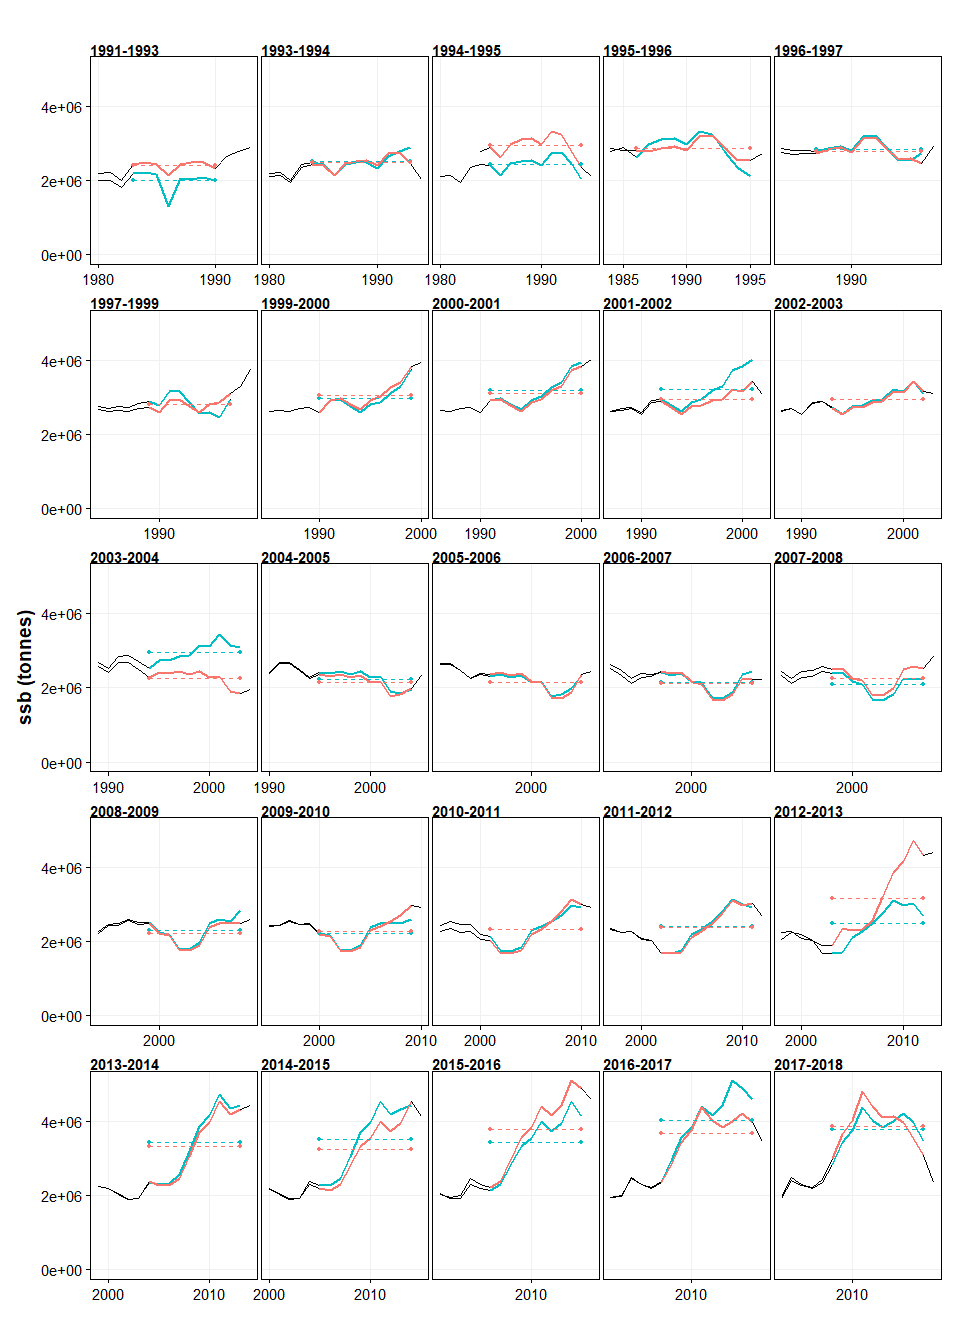 1991-1993 1993-1994 1994-1995 1995-1996 1996-1997
4e+06
2e+06
0e+00
1980 1990 1980 1990 1980 1990 1985 1990 1995 1990
1997-1999 1999-2000 2000-2001 2001-2002 2002-2003
4e+06
2e+06
0e+00
1990 1990 2000 1990 2000 1990 2000 1990 2000
2003-2004 2004-2005 2005-2006 2006-2007 2007-2008
4e+06
ssb (tonnes)
2e+06
0e+00
1990 2000 1990 2000 2000 2000 2000
2008-2009 2009-2010 2010-2011 2011-2012 2012-2013
4e+06
2e+06
0e+00
2000 2000 2010 2000 2010 2000 2010 2000 2010
2013-2014 2014-2015 2015-2016 2016-2017 2017-2018
4e+06
2e+06
0e+00
2000 2010 2000 2010 2010 2010 2010